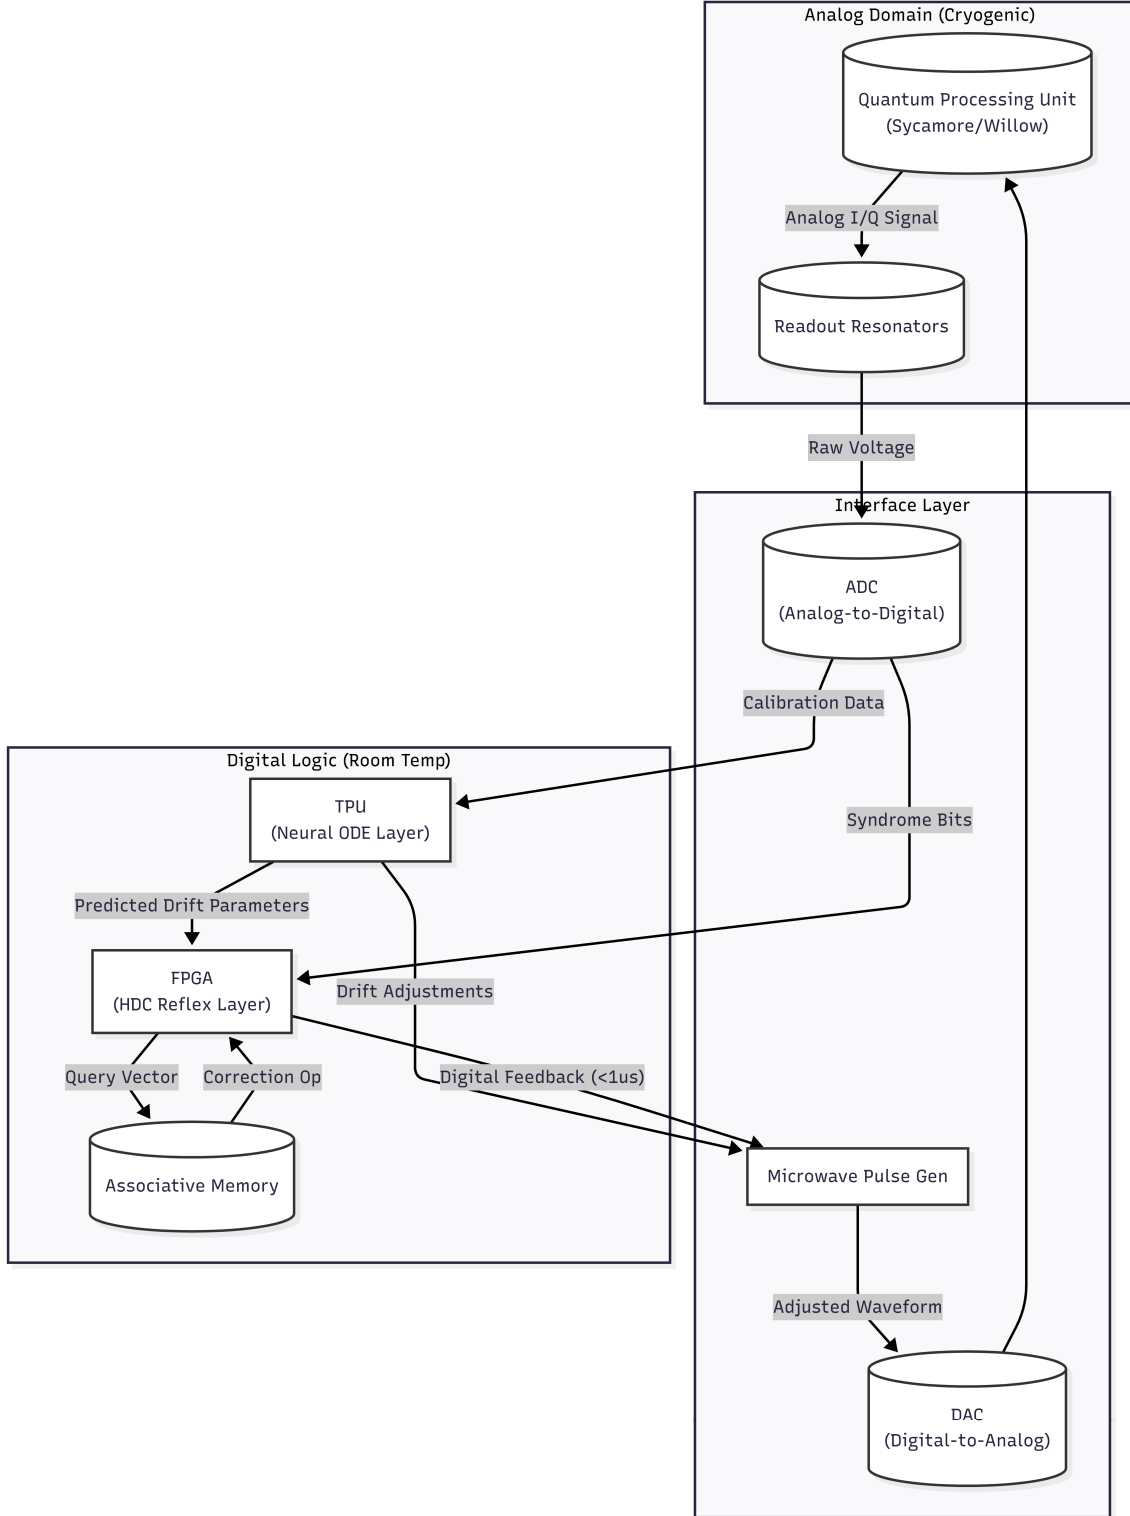 Analog Domain (Cryogenic)
Quantum Processing Unit
(Sycamore/Willow)
Analog I/Q Signal
Readout Resonators
Raw Voltage
Interface Layer
ADC
(Analog-to-Digital)
Calibration Data
Digital Logic (Room Temp)
TPU
(Neural ODE Layer)
Syndrome Bits
Predicted Drift Parameters
FPGA
(HDC Reflex Layer)
Drift Adjustments
Query Vector
Correction Op
Digital Feedback (<1us)
Associative Memory
Microwave Pulse Gen
Adjusted Waveform
DAC
(Digital-to-Analog)